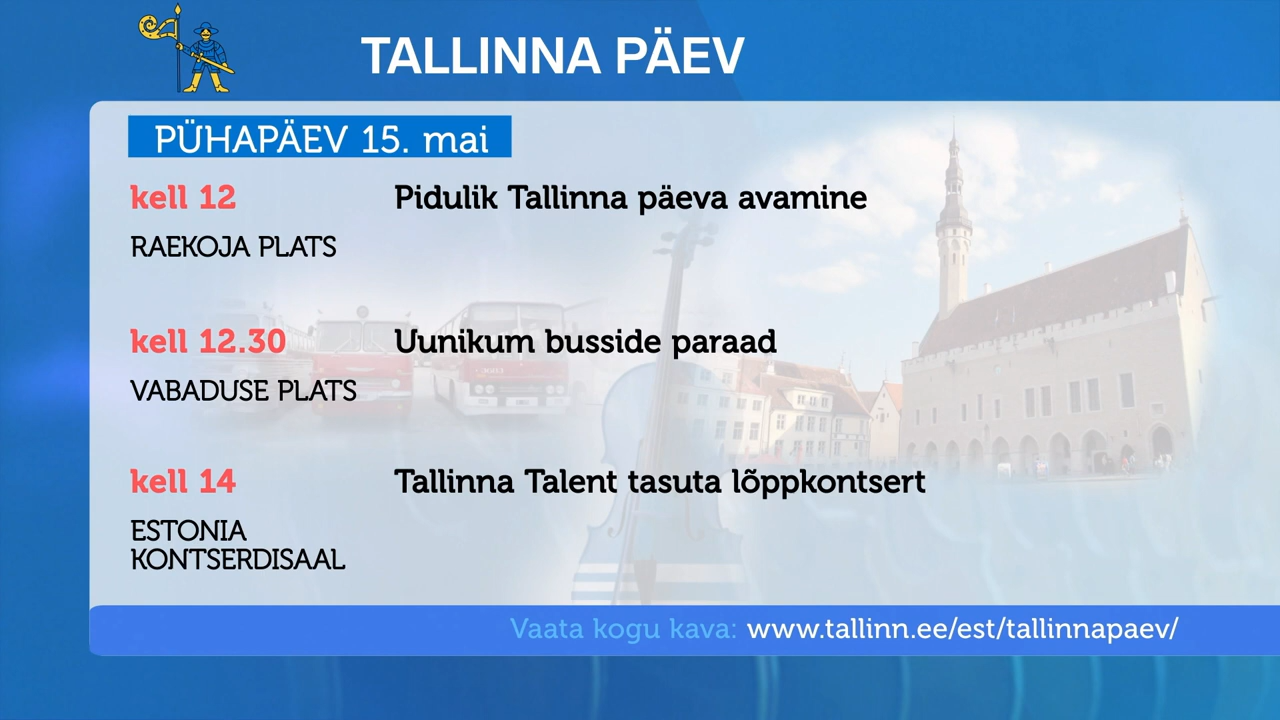 TALLINNA PÄEV
PÜHAPÄEV 15. mai
kell 12 Pidulik Tallinna päeva avamine
RAEKOJA PLATS
kell 12.30 Uunikum busside paraad
VABADUSE PLATS
kell 14 Tallinna Talent tasuta lõppkontsert
ESTONIA
KONTSERDISAAL
Vaata kogu kava: www.tallinn.ee/est/tallinnapaev/